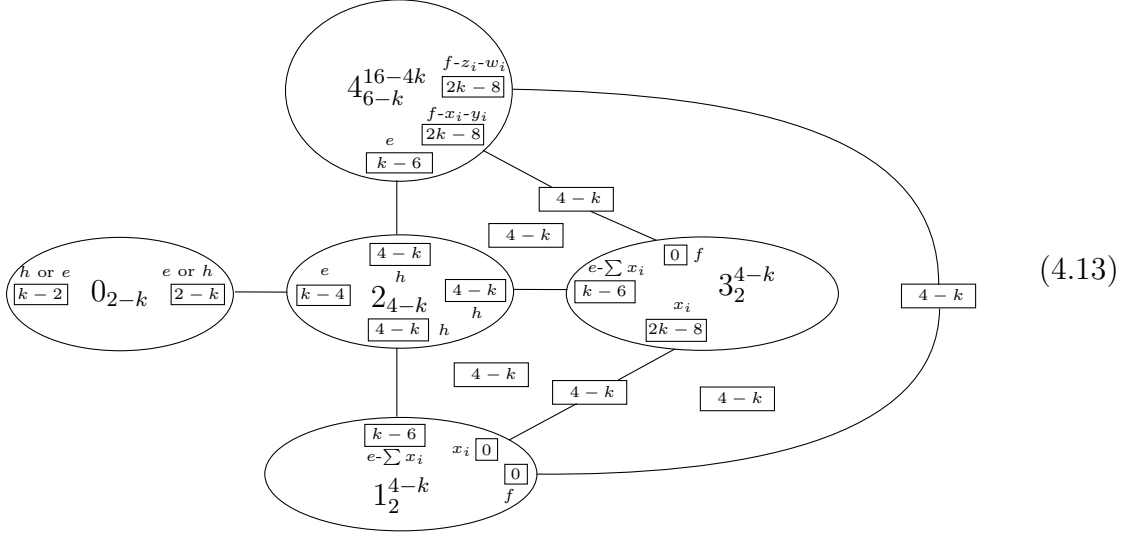 f-z_i-w_i
4^{16-4k}_{6-k} 2k − 8
f-x_i-y_i
2k − 8
e
k − 6
4 − k
4 − k
h or e e or h
k − 2 0_{2-k} 2 − k
4 − k
h
e
k − 4 2_{4-k} 4 − k
h
4 − k h
0 f
e-∑ x_i
k − 6 3^{4-k}_2
x_i
2k − 8
4 − k
(4.13)
4 − k
4 − k
4 − k
k − 6
e-∑ x_i
x_i 0
0
f
1^{4-k}_2